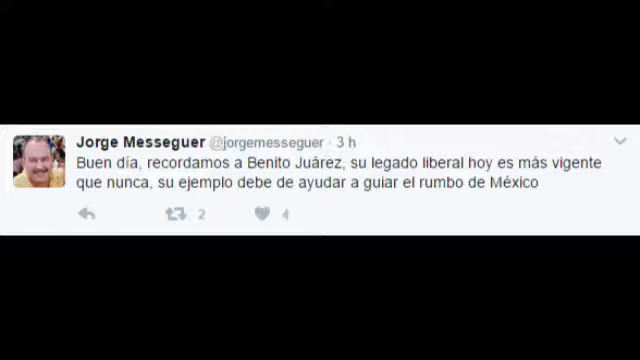 Jorge Messeguer @jorgemesseguer · 3 h
Buen día, recordamos a Benito Juárez, su legado liberal hoy es más vigente
que nunca, su ejemplo debe de ayudar a guiar el rumbo de México
2 4